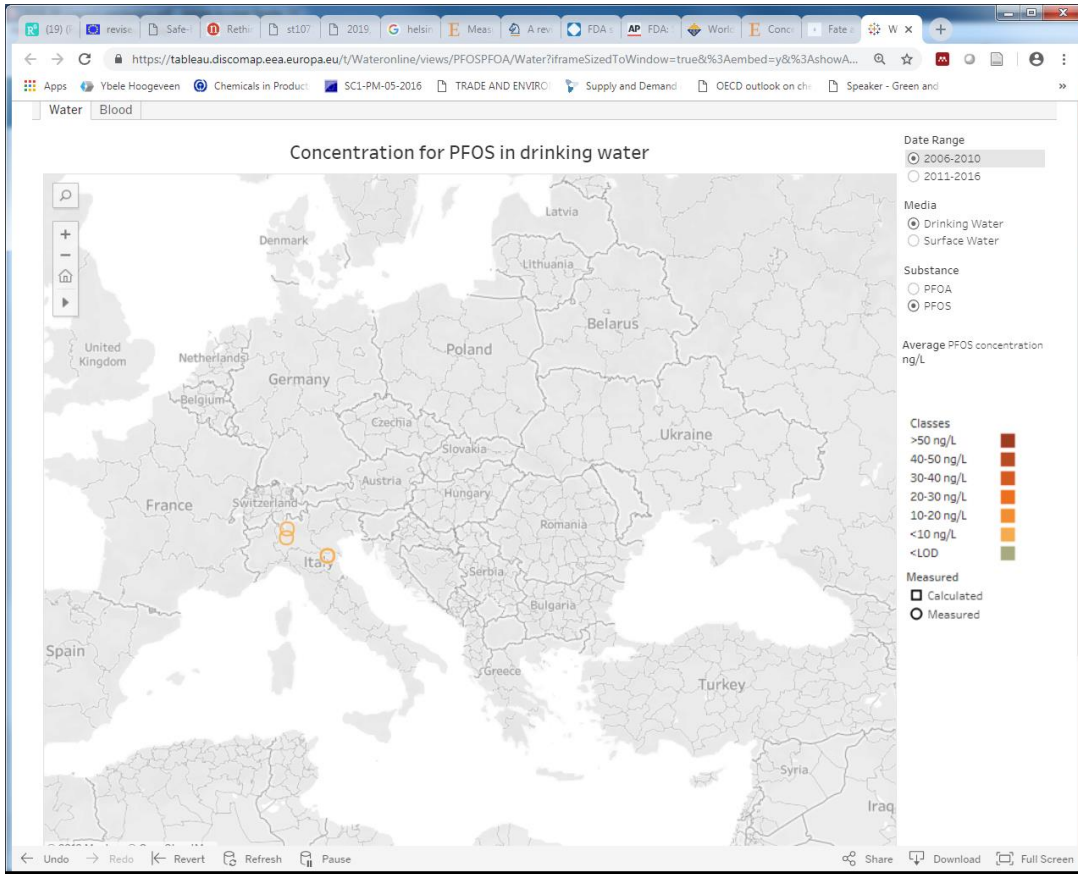 (19) (
revise
Safe-
Rethi
st107
2019,
helsin
Meas
A rev
FDA s
AP FDA:
World
Conc
Fate a
W
https://tableau.discomap.eea.europa.eu/t/Wateronline/views/PFOSPFOA/Water?iframeSizedToWindow=true&%3Aembed=y&%3AshowA...
Apps
Ybele Hoogeveen
Chemicals in Product
SC1-PM-05-2016
TRADE AND ENVIRO
Supply and Demand
OECD outlook on che
Speaker - Green and
»
Water Blood
Concentration for PFOS in drinking water
Date Range
2006-2010
2011-2016
Media
Drinking Water
Surface Water
Substance
PFOA
PFOS
Average PFOS concentration
ng/L
Classes
>50 ng/L
40-50 ng/L
30-40 ng/L
20-30 ng/L
10-20 ng/L
<10 ng/L
<LOD
Measured
Calculated
Measured
Latvia
Denmark
Lithuania
Belarus
United
Kingdom
Netherlands
Poland
Germany
Belgium
Czechia
Ukraine
Slovakia
Austria
Hungary
France
Switzerland
Romania
Italy
Serbia
Bulgaria
Spain
Greece
Turkey
Syria
Iraq
Undo
Redo
Revert
Refresh
Pause
Share
Download
Full Screen